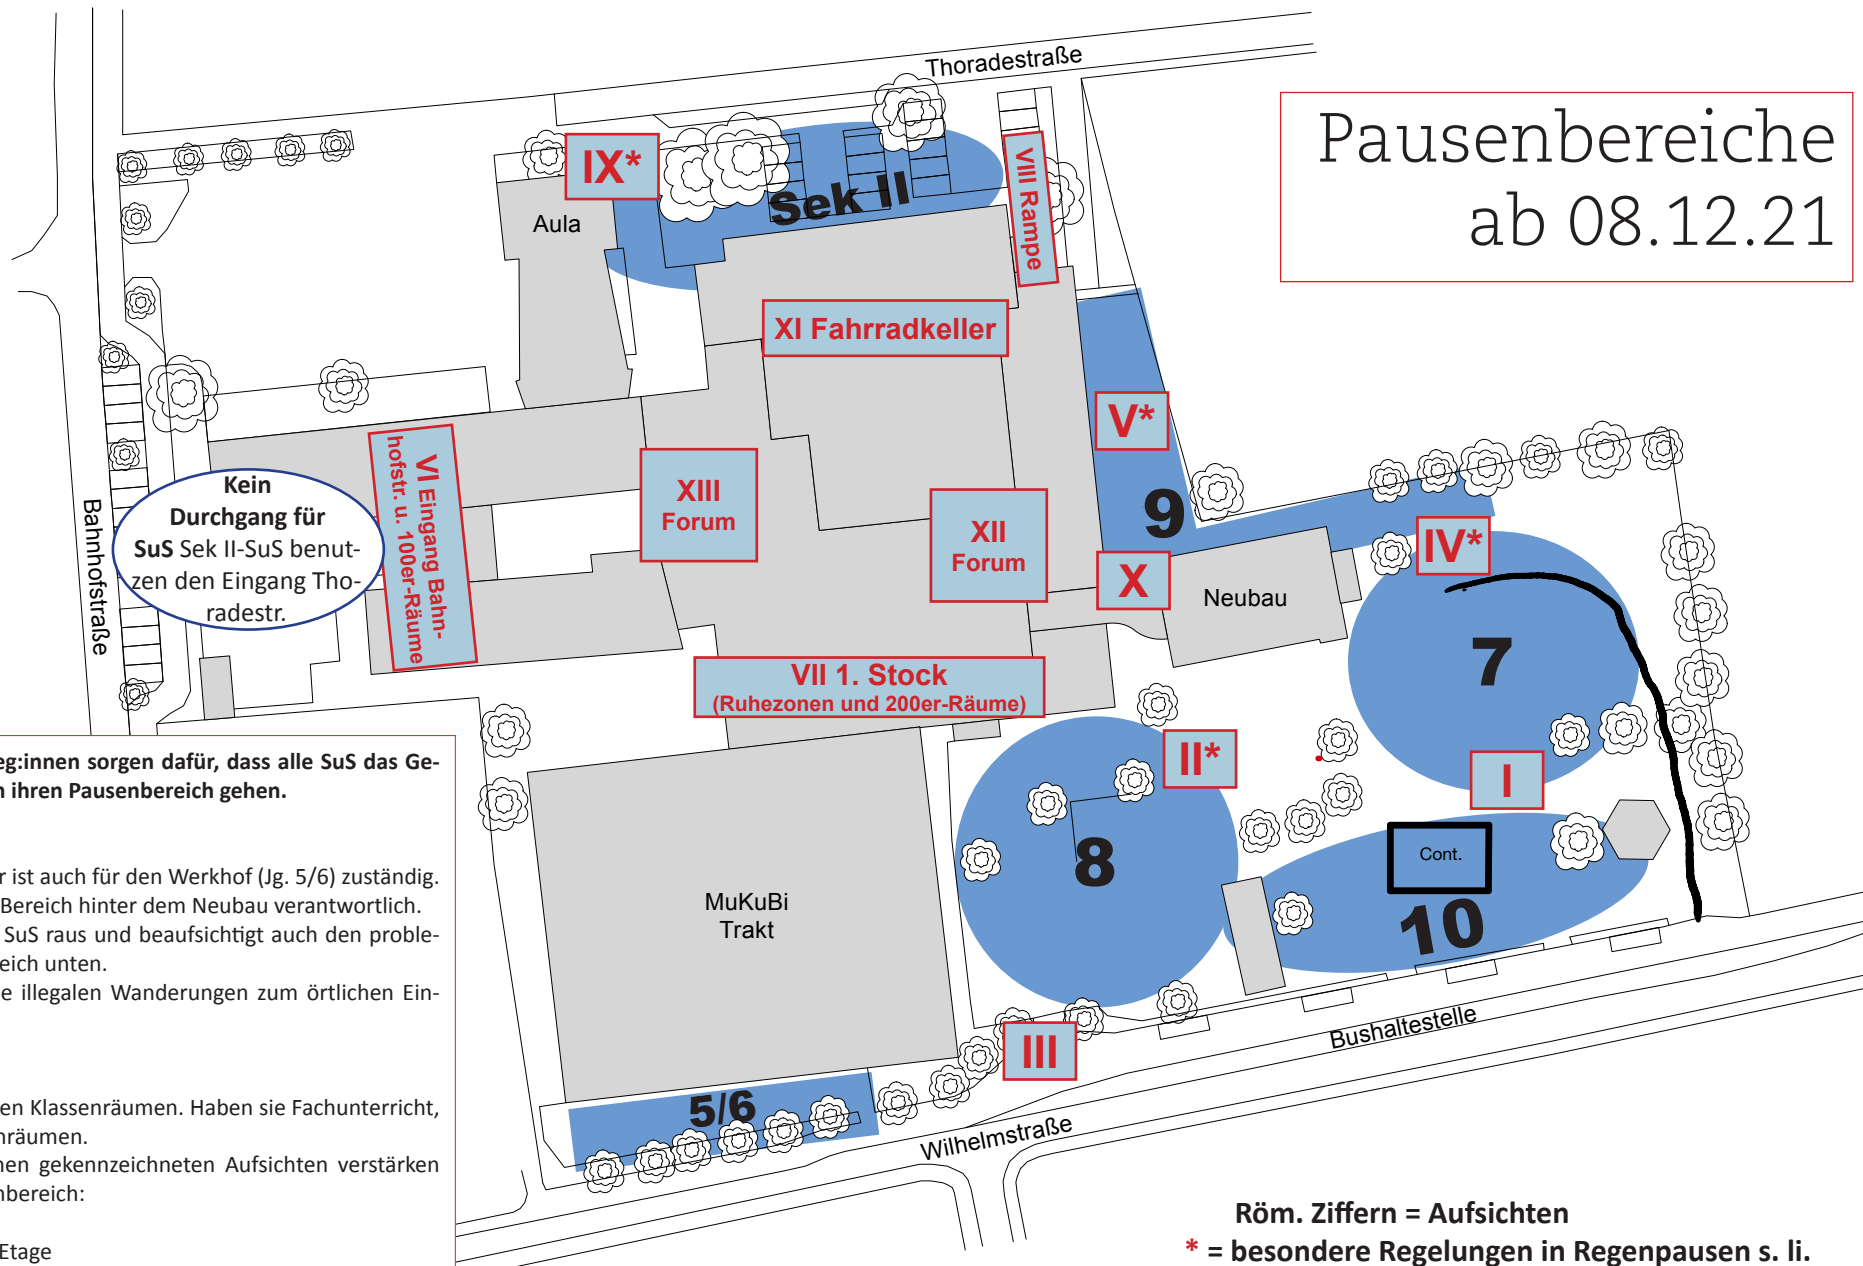 Thoradestraße
Pausenbereiche
ab 08.12.21
IX*
Sek II
VIII Rampe
Aula
XI Fahrradkeller
V*
9
Bahnhofstraße
Kein
Durchgang für
SuS Sek II-SuS benut-
zen den Eingang Tho-
radestr.
VI Eingang Bahn-
hofstr. u. 100er-Räume
XIII
Forum
XII
Forum
X
Neubau
IV*
7
VII 1. Stock
(Ruhezonen und 200er-Räume)
II*
I
8
Cont.
10
MuKuBi
Trakt
III
5/6
Bushaltestelle
Wilhelmstraße
eg:innen sorgen dafür, dass alle SuS das Ge-
n ihren Pausenbereich gehen.
r ist auch für den Werkhof (Jg. 5/6) zuständig.
Bereich hinter dem Neubau verantwortlich.
SuS raus und beaufsichtigt auch den proble-
eich unten.
e illegalen Wanderungen zum örtlichen Ein-
en Klassenräumen. Haben sie Fachunterricht,
nräumen.
nen gekennzeichneten Aufsichten verstärken
nbereich:
Etage
Röm. Ziffern = Aufsichten
* = besondere Regelungen in Regenpausen s. li.